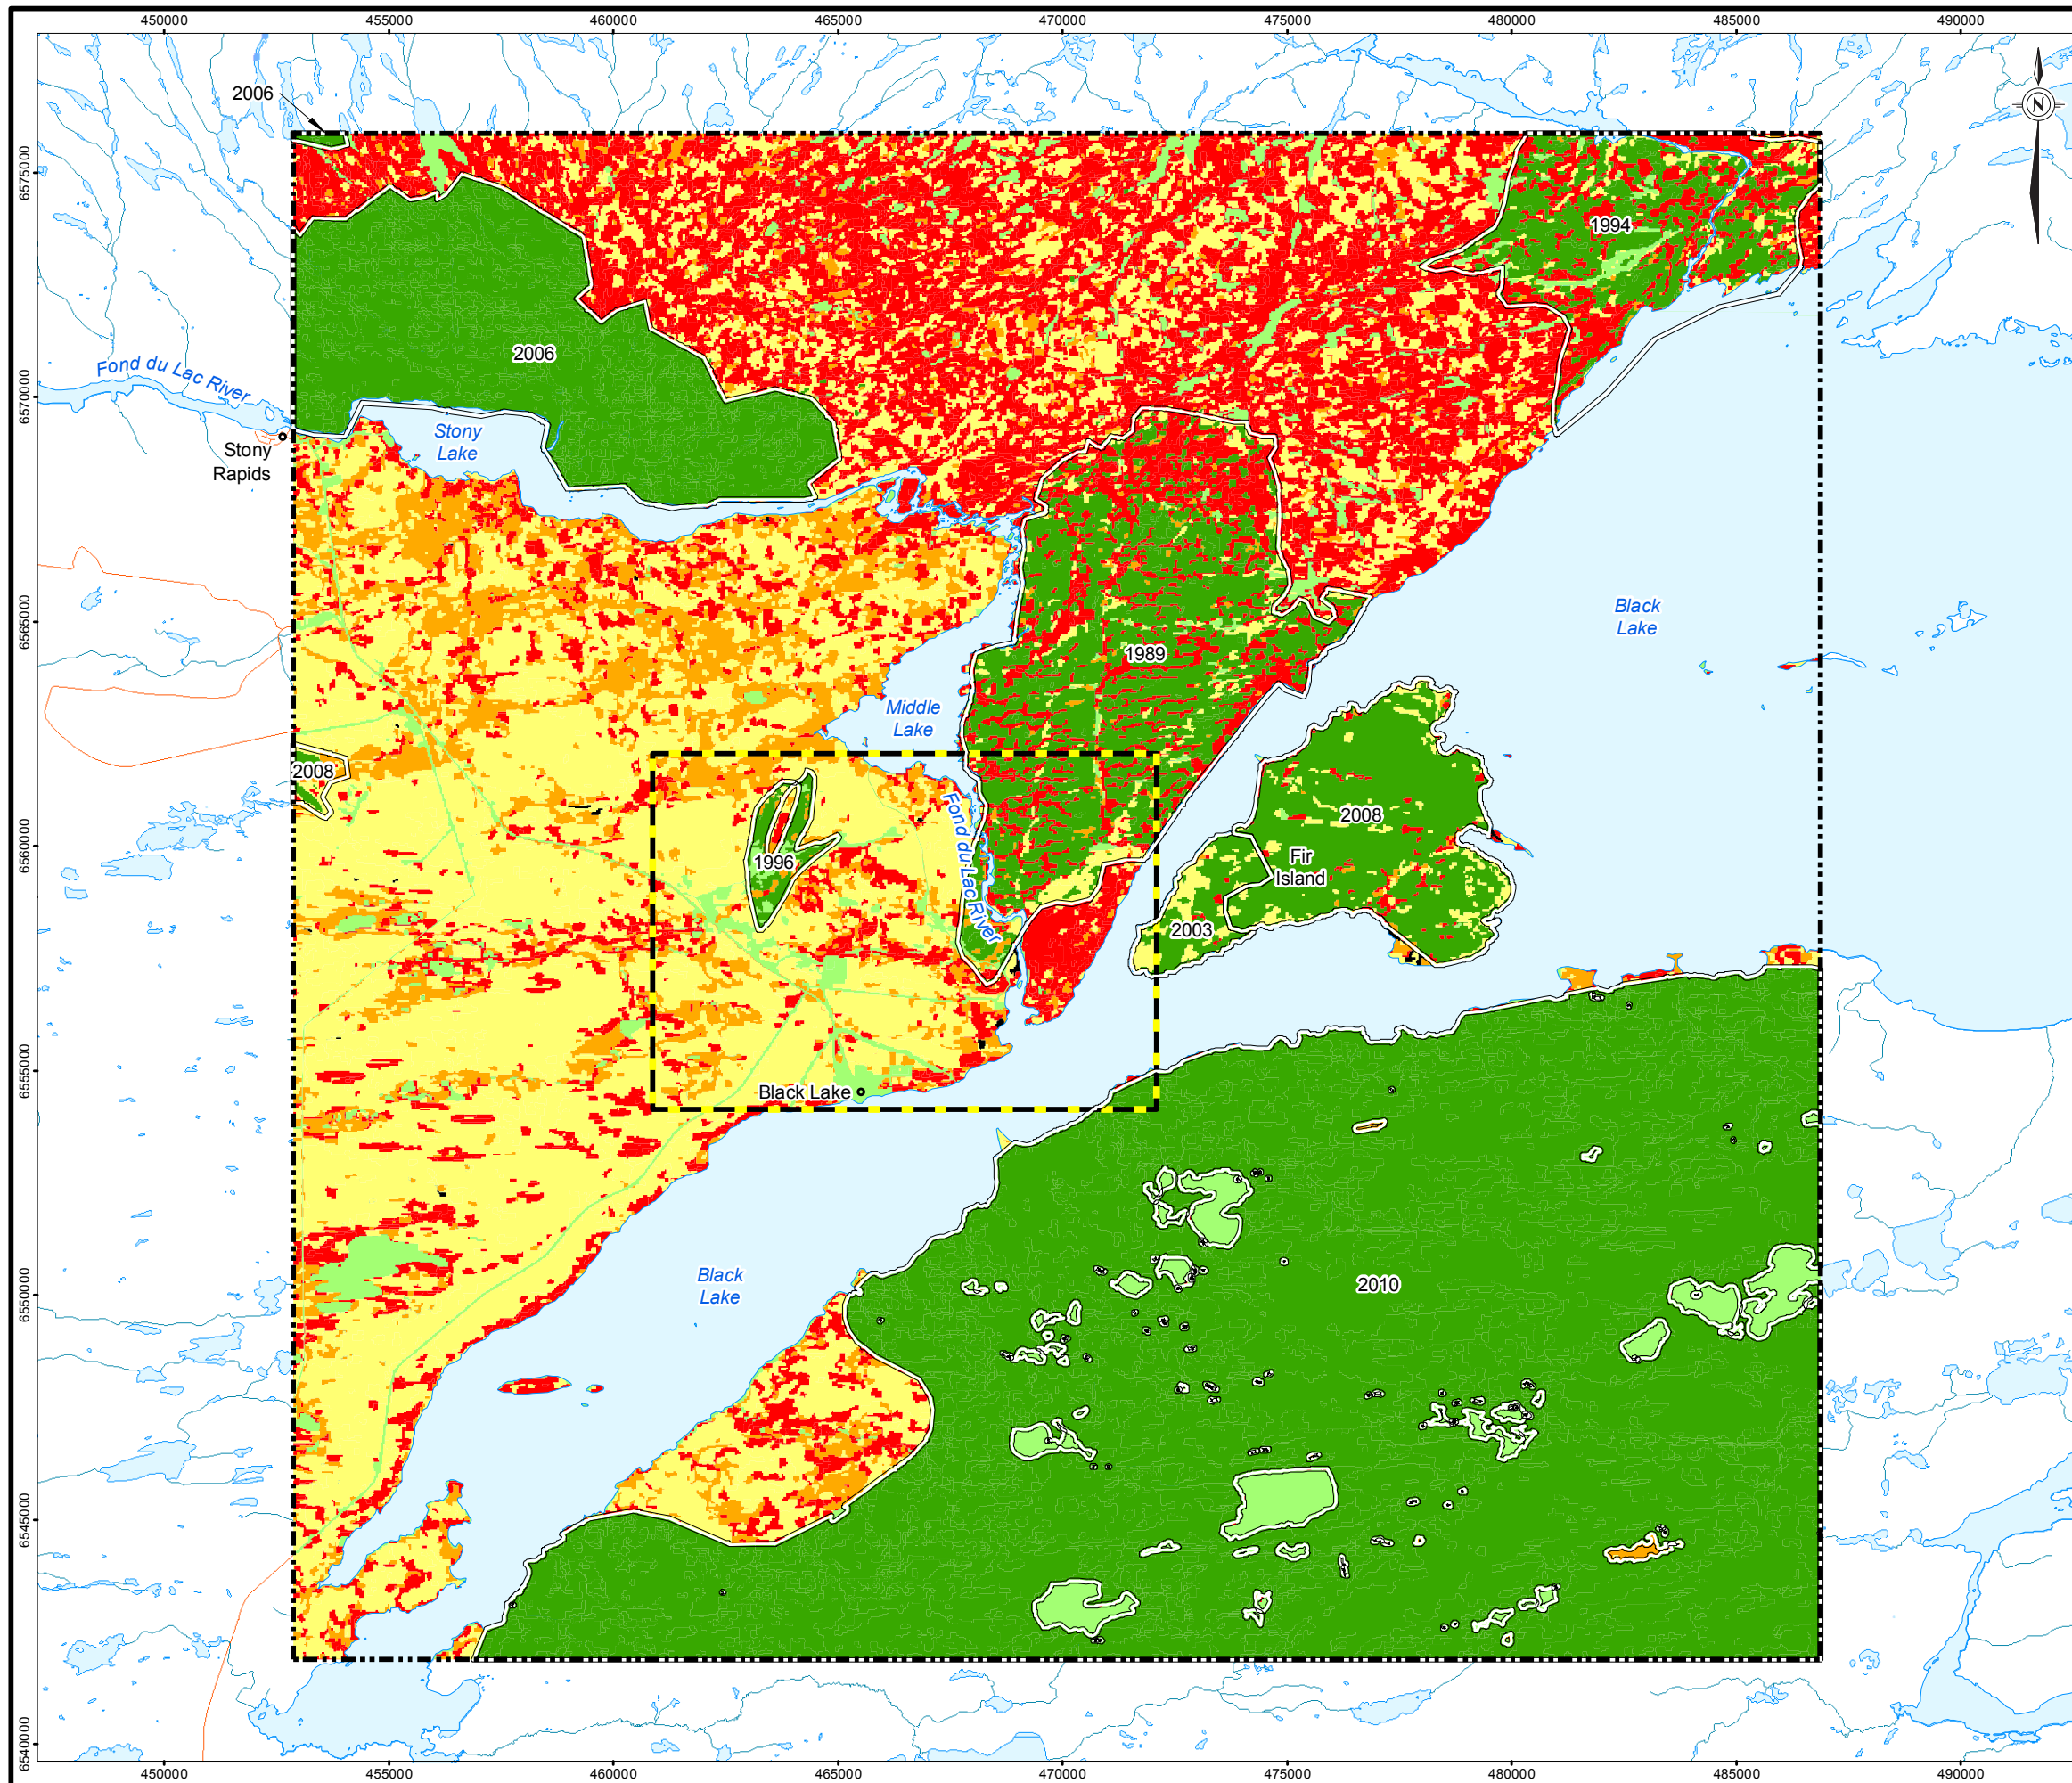 450000 455000 460000 465000 470000 475000 480000 485000 490000
2006
N
6575000
1994
2006
Fond du Lac River
6570000
Stony
Lake
Stony
Rapids
6565000
Black
Lake
1989
Middle
Lake
2008
Fond du Lac River
2008
6560000
1996
Fir
Island
2003
6555000
Black Lake
Black
Lake
2010
6550000
6545000
6540000
450000 455000 460000 465000 470000 475000 480000 485000 490000